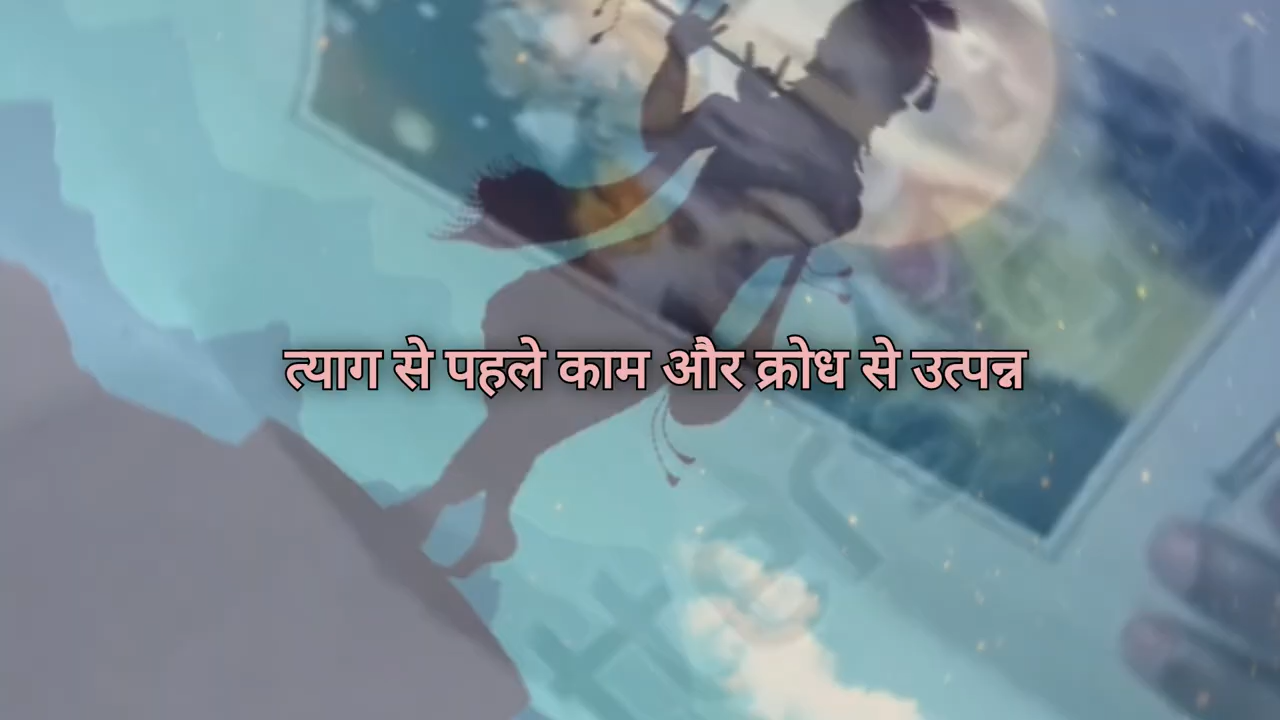 त्याग से पहले काम और क्रोध से उत्पन्न